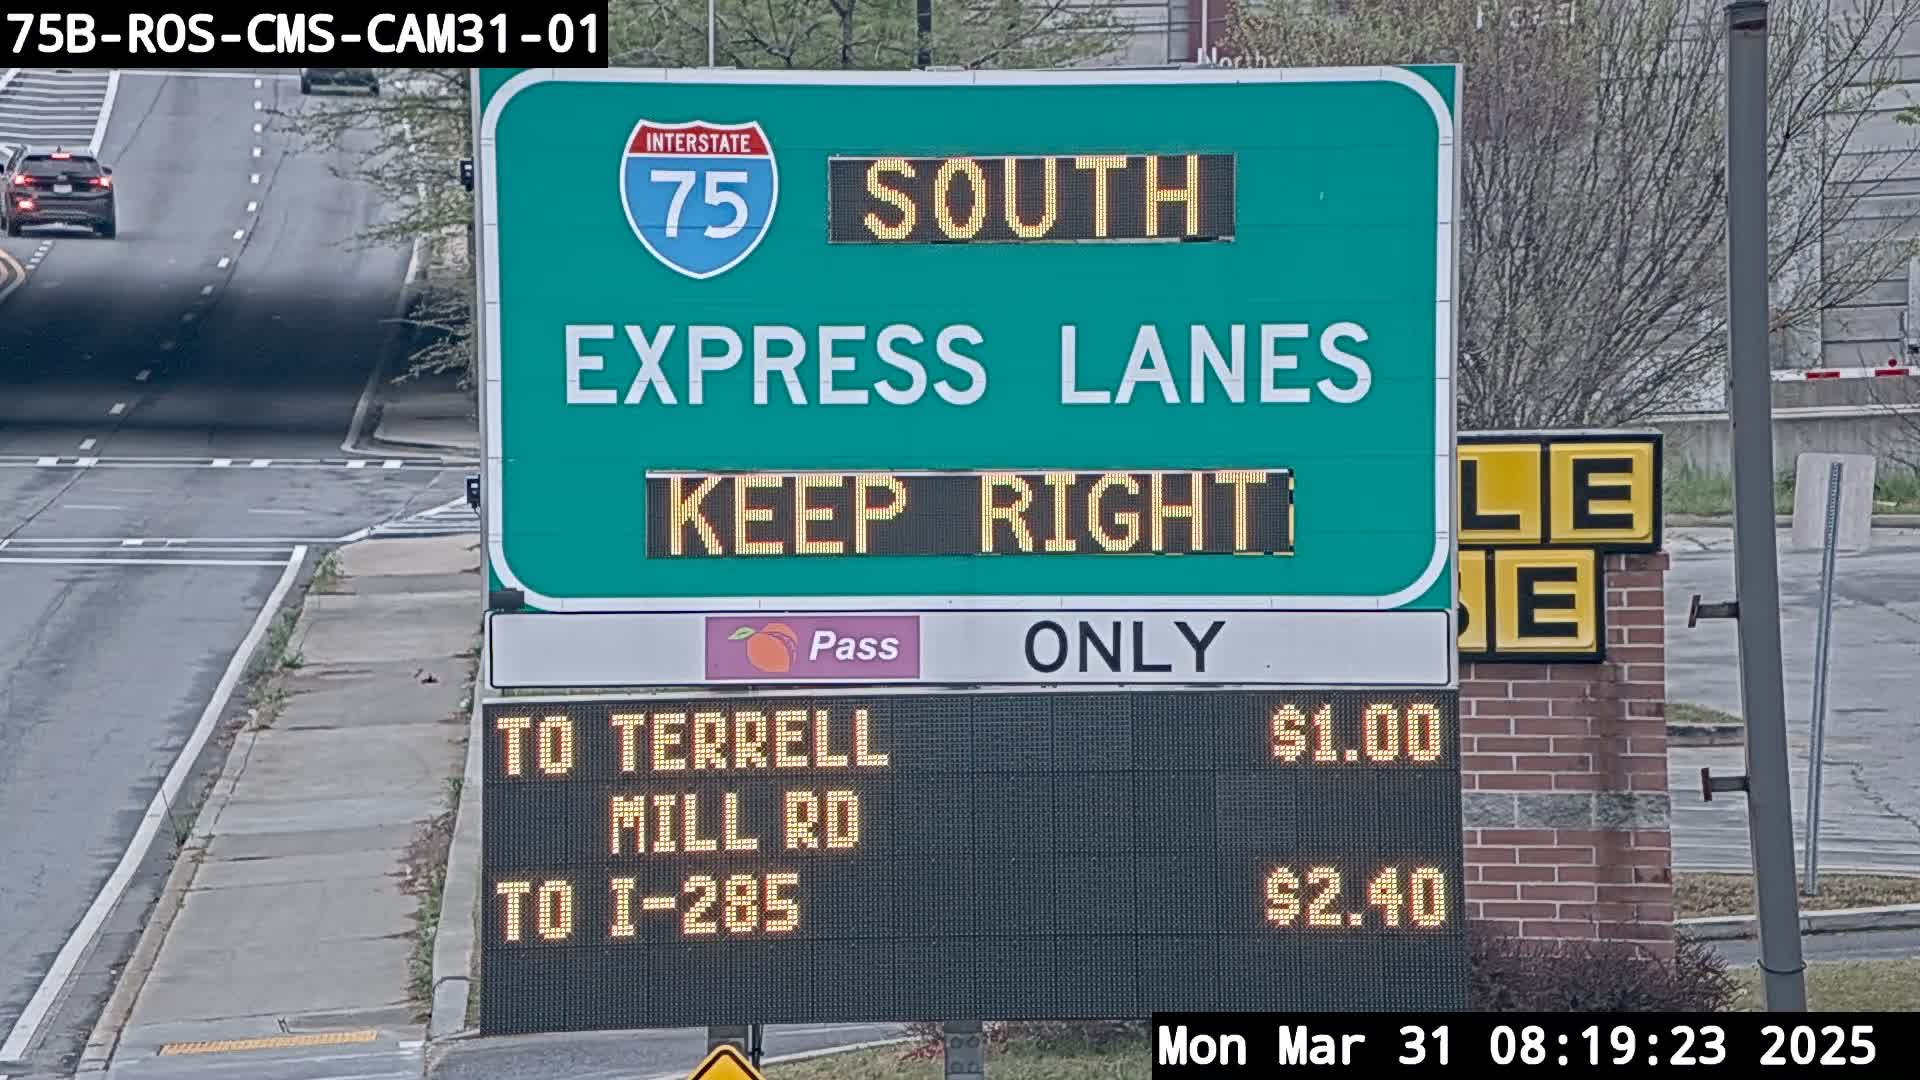 75B-ROS-CMS-CAM31-01
INTERSTATE
75
SOUTH
EXPRESS LANES
KEEP RIGHT
Pass ONLY
TO TERRELL $1.00
MILL RD
TO I-285 $2.40
LE
E
Mon Mar 31 08:19:23 2025